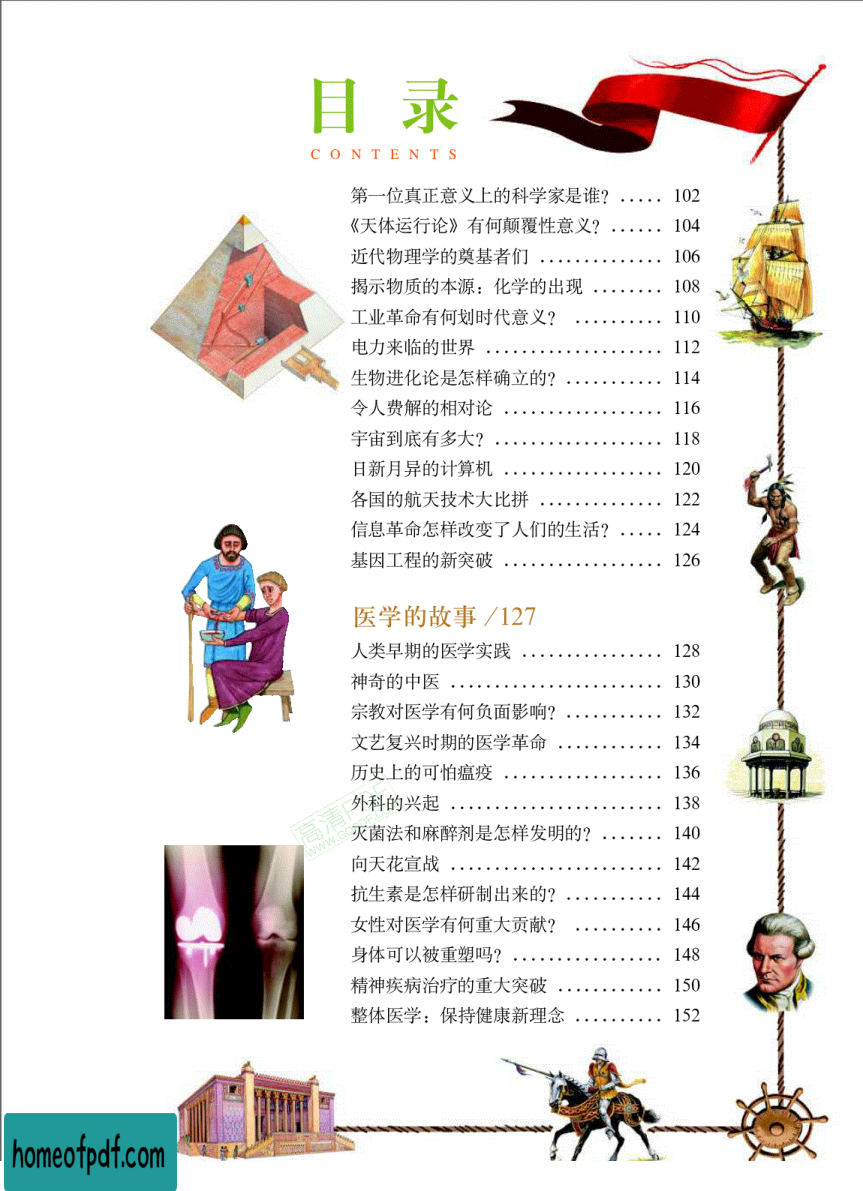 目 录
CONTENTS
第一位真正意义上的科学家是谁？ ..... 102
《天体运行论》有何颠覆性意义？ ...... 104
近代物理学的奠基者们 .............. 106
揭示物质的本源：化学的出现 ........ 108
工业革命有何划时代意义？ .......... 110
电力来临的世界 .................... 112
生物进化论是怎样确立的？ ........... 114
令人费解的相对论 .................. 116
宇宙到底有多大？ ................... 118
日新月异的计算机 .................. 120
各国的航天技术大比拼 .............. 122
信息革命怎样改变了人们的生活？ ..... 124
基因工程的新突破 .................. 126
医学的故事 /127
人类早期的医学实践 ................ 128
神奇的中医 ........................ 130
宗教对医学有何负面影响？ ........... 132
文艺复兴时期的医学革命 ............ 134
历史上的可怕瘟疫 .................. 136
外科的兴起 ........................ 138
灭菌法和麻醉剂是怎样发明的？ ....... 140
向天花宣战 ........................ 142
抗生素是怎样研制出来的？ ........... 144
女性对医学有何重大贡献？ .......... 146
身体可以被重塑吗？ ................. 148
精神疾病治疗的重大突破 ............ 150
整体医学：保持健康新理念 .......... 152
高清PDF
homeofpdf.com